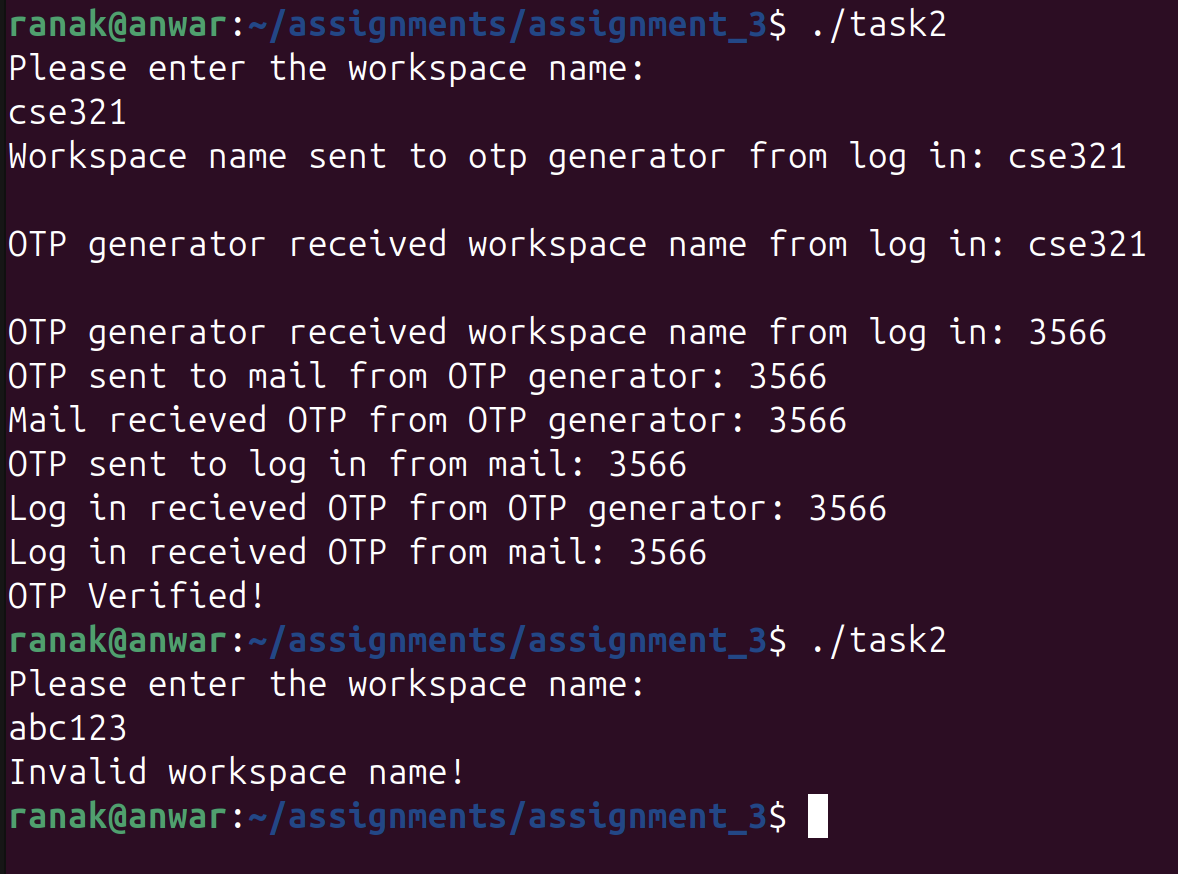 ranak@anwar:~/assignments/assignment_3$ ./task2
Please enter the workspace name:
cse321
Workspace name sent to otp generator from log in: cse321
OTP generator received workspace name from log in: cse321
OTP generator received workspace name from log in: 3566
OTP sent to mail from OTP generator: 3566
Mail recieved OTP from OTP generator: 3566
OTP sent to log in from mail: 3566
Log in recieved OTP from OTP generator: 3566
Log in received OTP from mail: 3566
OTP Verified!
ranak@anwar:~/assignments/assignment_3$ ./task2
Please enter the workspace name:
abc123
Invalid workspace name!
ranak@anwar:~/assignments/assignment_3$